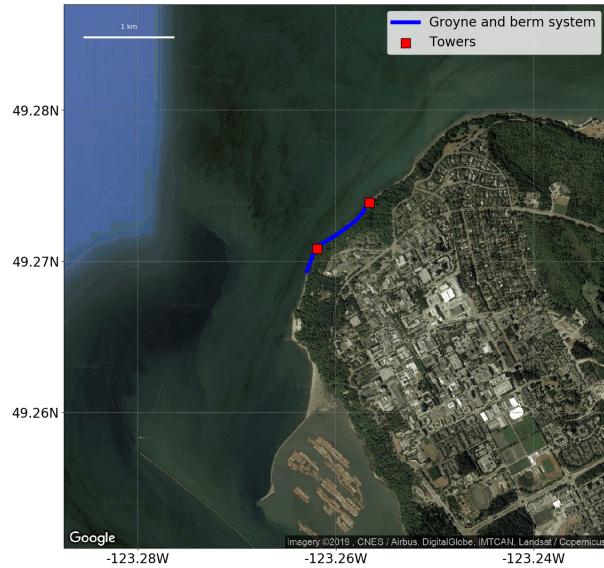 1 km
Groyne and berm system
Towers
49.28N
49.27N
49.26N
Google
Imagery ©2019 , CNES / Airbus, DigitalGlobe, IMTCAN, Landsat / Copernicus
-123.28W
-123.26W
-123.24W